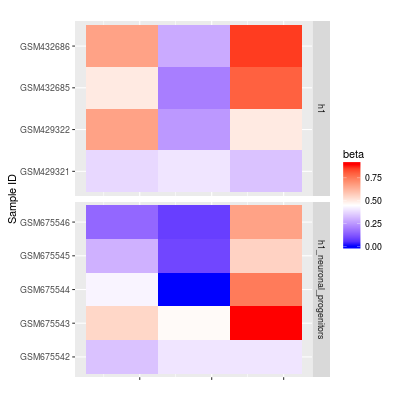 Sample ID
GSM432686
GSM432685
GSM429322
GSM429321
h1
GSM675546
GSM675545
GSM675544
GSM675543
GSM675542
h1_neuronal_progenitors
beta
0.75
0.50
0.25
0.00